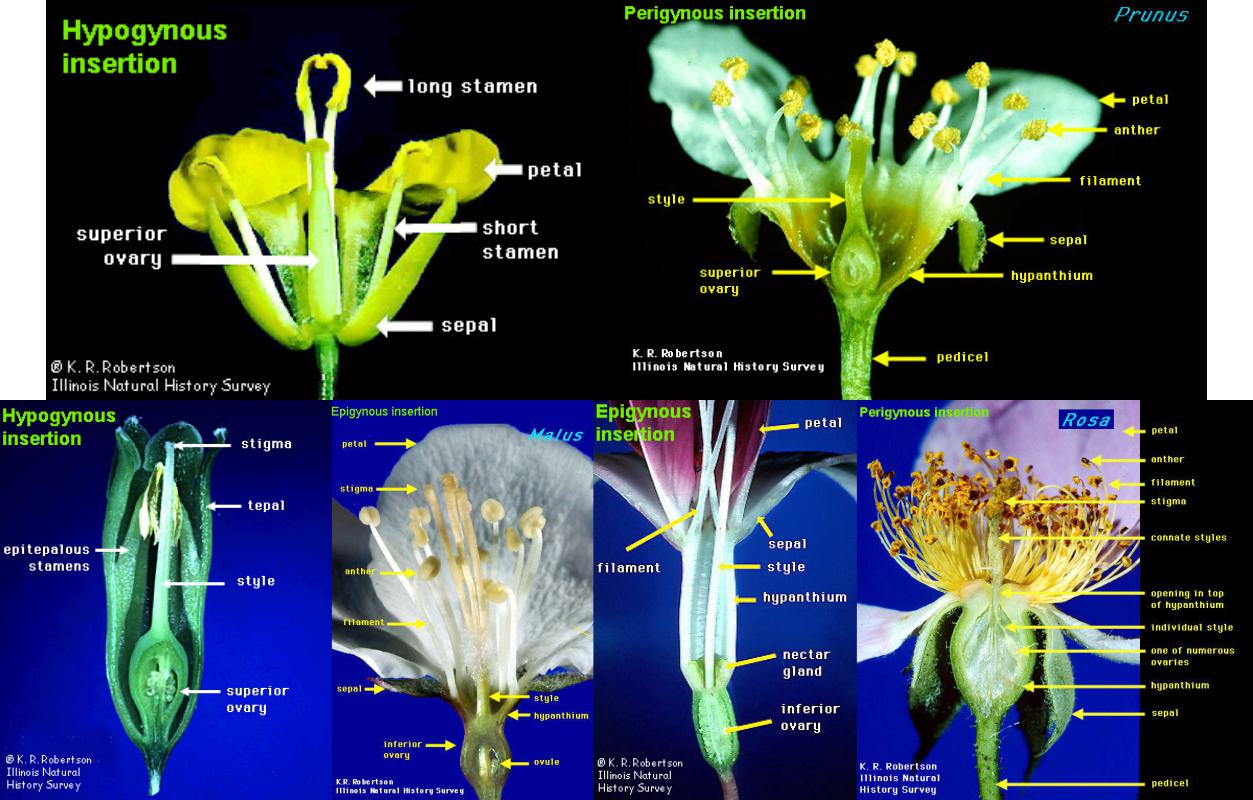 Hypogynous
insertion
long stamen
petal
superior
ovary
short
stamen
sepal
® K. R. Robertson
Illinois Natural History Survey
Perigynous insertion
Prunus
petal
anther
filament
style
sepal
superior
ovary
hypanthium
pedicel
K. R. Robertson
Illinois Natural History Survey
Hypogynous
insertion
stigma
tepal
epitepalous
stamens
style
superior
ovary
® K. R. Robertson
Illinois Natural
History Survey
Epigynous insertion
Malus
petal
stigma
anther
filament
sepal
style
hypanthium
inferior
ovary
ovule
K.R. Robertson
Illinois Natural History Survey
Epigynous
insertion
petal
sepal
filament
style
hypanthium
nectar
gland
inferior
ovary
® K. R. Robertson
Illinois Natural
History Survey
Perigynous insertion
Rosa
petal
anther
filament
stigma
connate styles
opening in top
of hypanthium
individual style
one of numerous
ovaries
hypanthium
sepal
pedicel
K. R. Robertson
Illinois Natural
History Survey